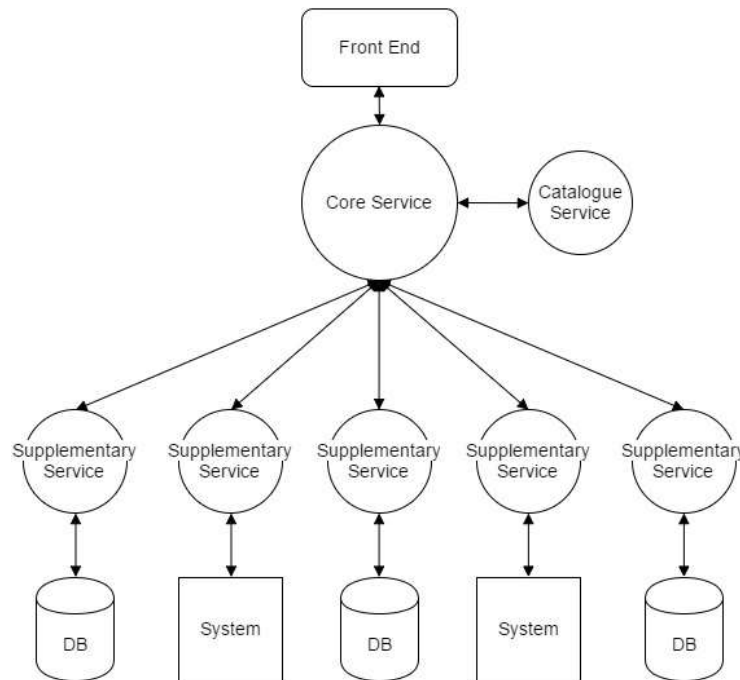 Front End
Core Service
Catalogue
Service
Supplementary
Service
Supplementary
Service
Supplementary
Service
Supplementary
Service
Supplementary
Service
DB
System
DB
System
DB